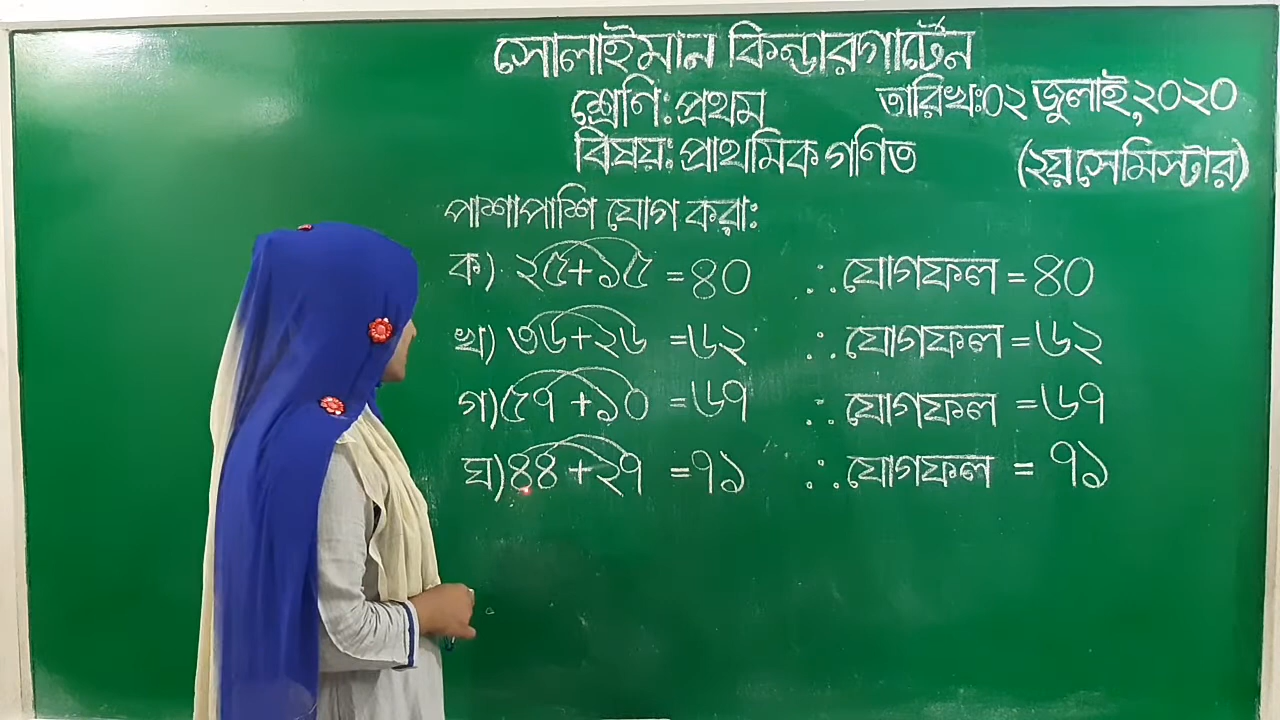 সোলাইমান কিন্ডারগার্টেন
শ্রেণি: প্রথম
তারিখ: ০২ জুলাই, ২০২০
বিষয়: প্রাথমিক গণিত
(২য় সেমিস্টার)
পাশাপাশি যোগ করা:
ক) ২৫+১৫ = ৪০ ∴ যোগফল = ৪০
খ) ৩৬+২৬ = ৬২ ∴ যোগফল = ৬২
গ) ৫৭+১০ = ৬৭ ∴ যোগফল = ৬৭
ঘ) ৪৪+২৭ = ৭১ ∴ যোগফল = ৭১